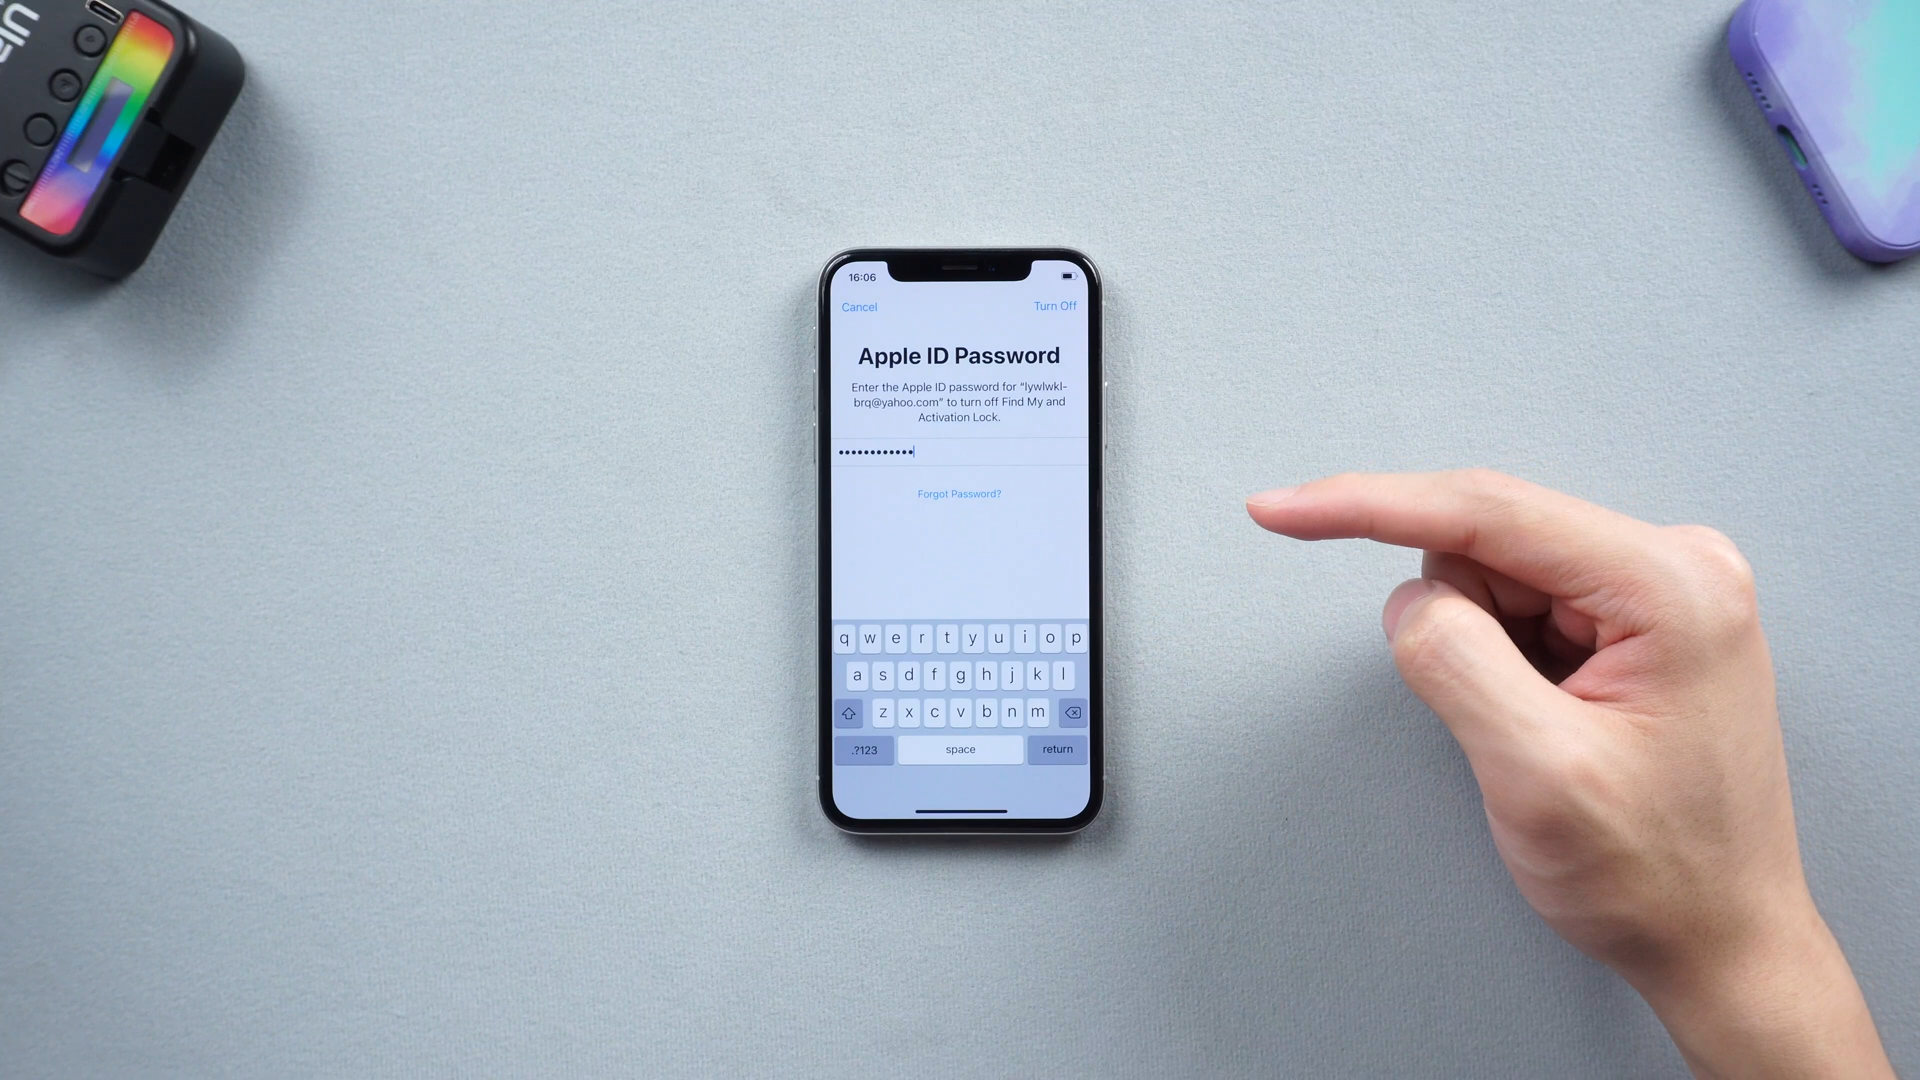 Ulan
16:06
Cancel
Turn Off
Apple ID Password
Enter the Apple ID password for “lywlwkl-
brq@yahoo.com” to turn off Find My and
Activation Lock.
••••••••••••
Forgot Password?
q w e r t y u i o p
a s d f g h j k l
z x c v b n m
.?123 space return